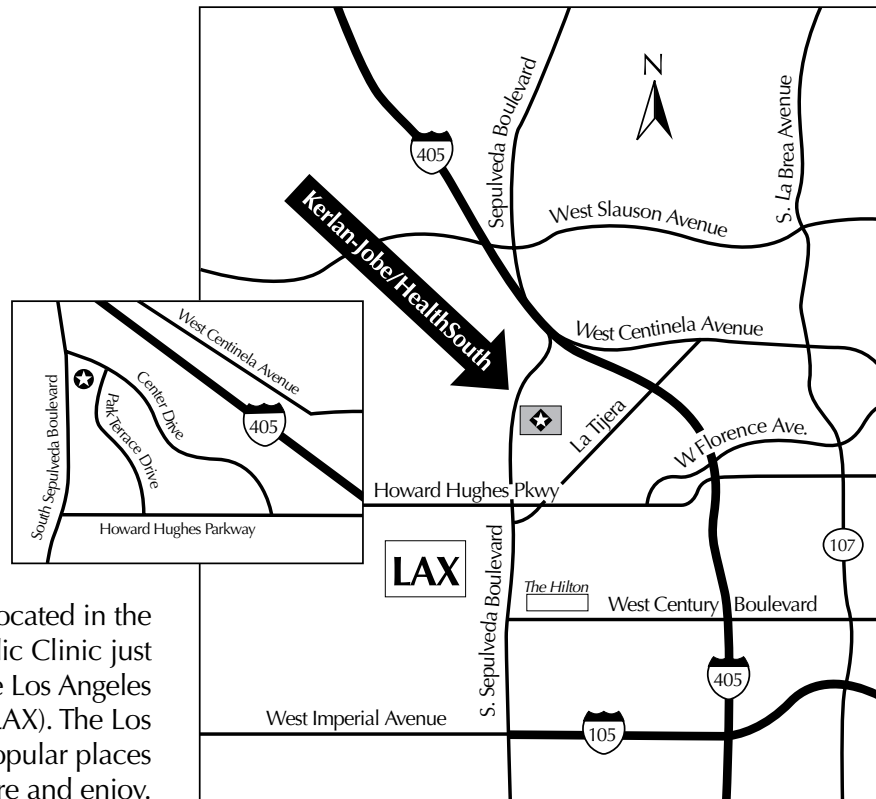 N
405
Sepulveda Boulevard
S. La Brea Avenue
West Slauson Avenue
Kerlan-Jobe/HealthSouth
West Centinela Avenue
La Tijera
W. Florence Ave.
Howard Hughes Pkwy
LAX
S. Sepulveda Boulevard
The Hilton
West Century Boulevard
107
405
West Imperial Avenue
105
West Centinela Avenue
405
Center Drive
Park Terrace Drive
South Sepulveda Boulevard
Howard Hughes Parkway
ocated in the
lic Clinic just
e Los Angeles
LAX). The Los
opular places
re and enjoy.